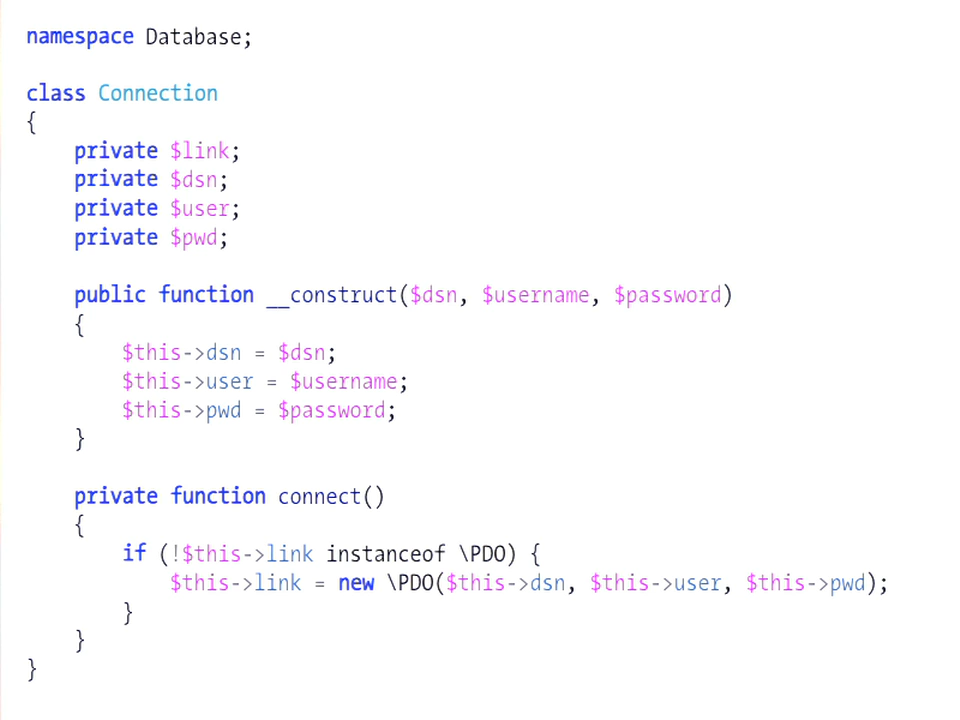 namespace Database;
class Connection
{
private $link;
private $dsn;
private $user;
private $pwd;
public function __construct($dsn, $username, $password)
{
$this->dsn = $dsn;
$this->user = $username;
$this->pwd = $password;
}
private function connect()
{
if (!$this->link instanceof \PDO) {
$this->link = new \PDO($this->dsn, $this->user, $this->pwd);
}
}
}